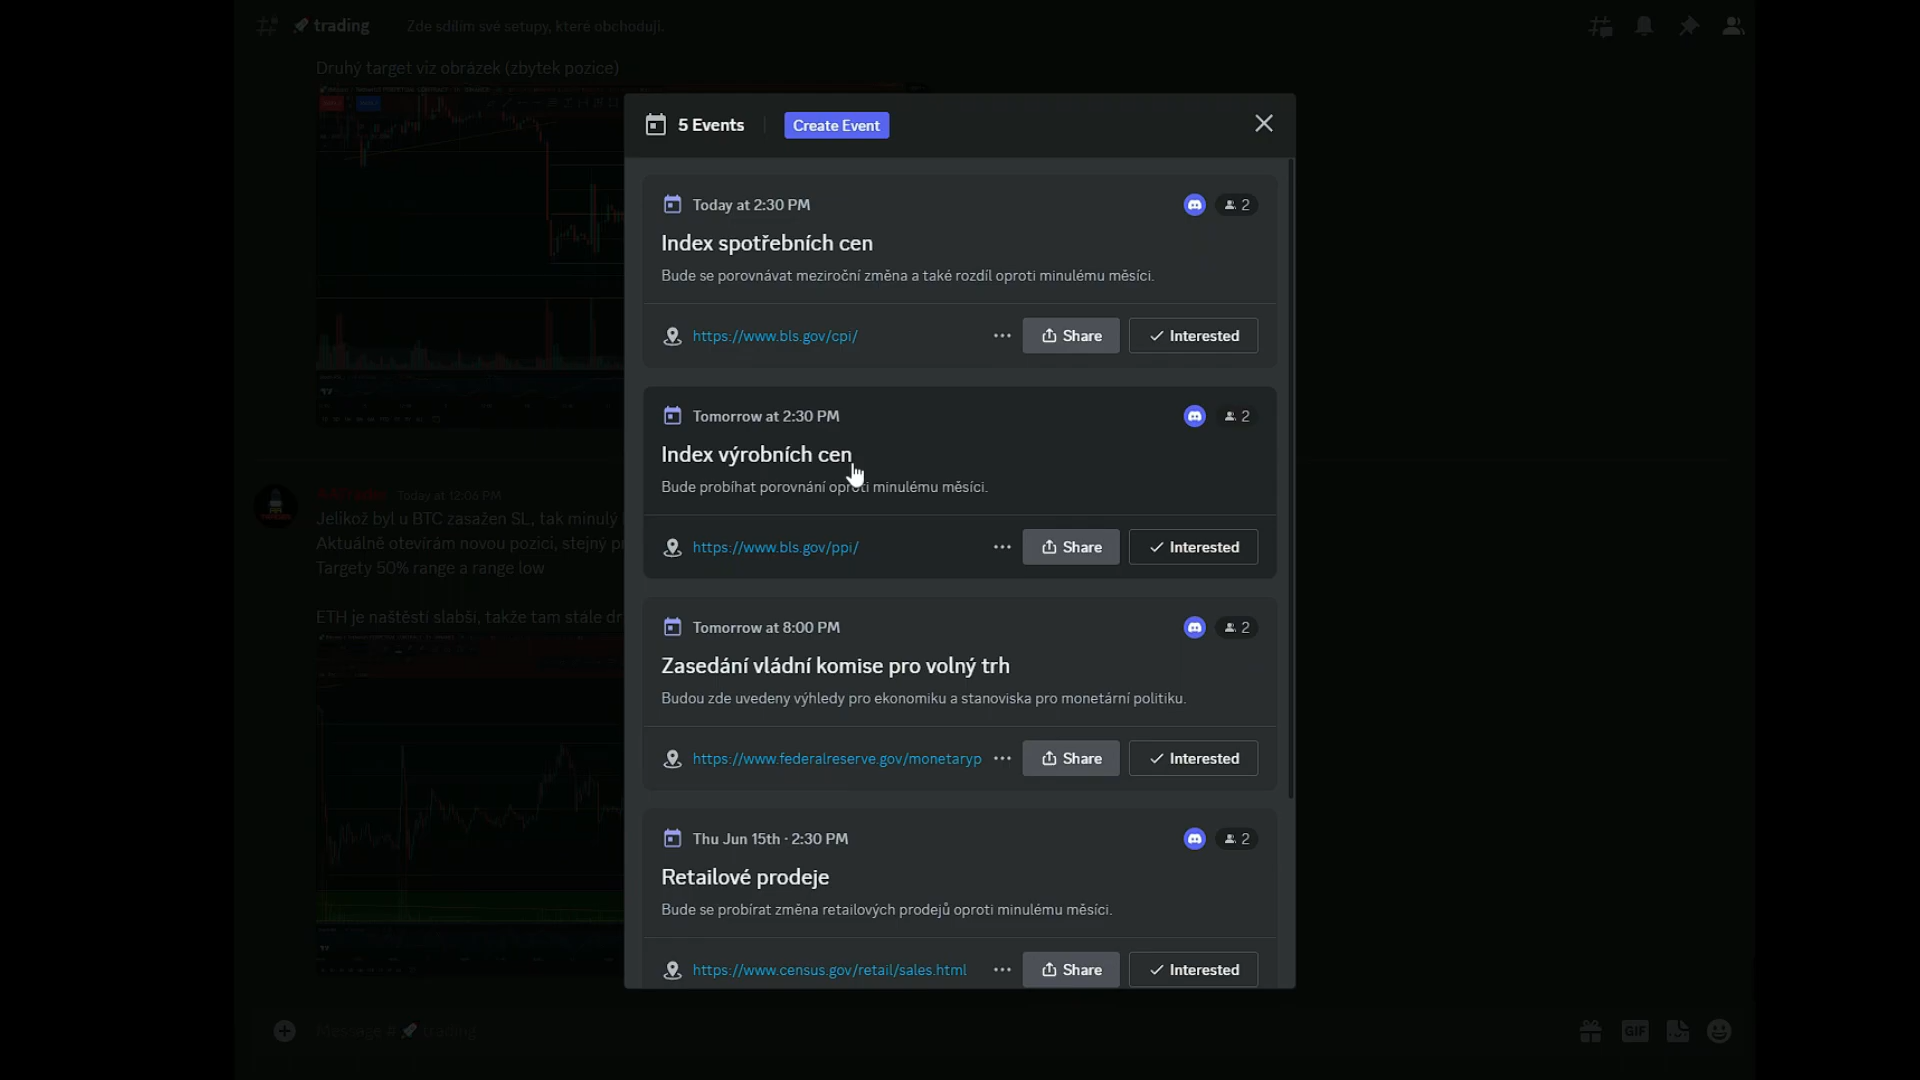 trading
Zde sdílím své setupy, které obchoduji.
Druhý target viz obrázek (zbytek pozice)
5 Events
Create Event
Today at 2:30 PM
2
Index spotřebních cen
Bude se porovnávat meziroční změna a také rozdíl oproti minulému měsíci.
https://www.bls.gov/cpi/
Share
Interested
Tomorrow at 2:30 PM
2
Index výrobních cen
Bude probíhat porovnání oproti minulému měsíci.
https://www.bls.gov/ppi/
Share
Interested
Today at 12:06 PM
Jelikož byl u BTC zasažen SL, tak minulý
Aktuálně otevírám novou pozici, stejný
Targety 50% range a range low
ETH je naštěstí slabší, takže tam stále
Tomorrow at 8:00 PM
2
Zasedání vládní komise pro volný trh
Budou zde uvedeny výhledy pro ekonomiku a stanoviska pro monetární politiku.
https://www.federalreserve.gov/monetaryp
Share
Interested
Thu Jun 15th · 2:30 PM
2
Retailové prodeje
Bude se probírat změna retailových prodejů oproti minulému měsíci.
https://www.census.gov/retail/sales.html
Share
Interested
Message # trading
GIF